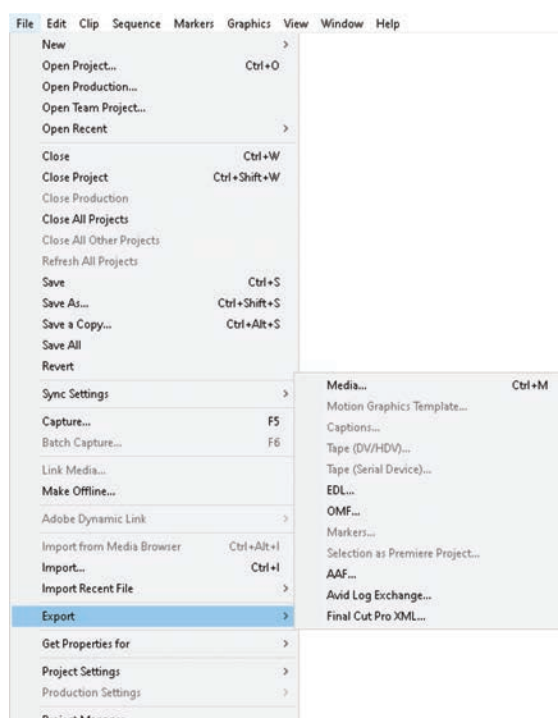 File Edit Clip Sequence Markers Graphics View Window Help
New >
Open Project... Ctrl+O
Open Production...
Open Team Project...
Open Recent >
Close Ctrl+W
Close Project Ctrl+Shift+W
Close Production
Close All Projects
Close All Other Projects
Refresh All Projects
Save Ctrl+S
Save As... Ctrl+Shift+S
Save a Copy... Ctrl+Alt+S
Save All
Revert
Sync Settings >
Capture... F5
Batch Capture... F6
Link Media...
Make Offline...
Adobe Dynamic Link >
Import from Media Browser Ctrl+Alt+I
Import... Ctrl+I
Import Recent File >
Export >
Get Properties for >
Project Settings >
Production Settings >
Media... Ctrl+M
Motion Graphics Template...
Captions...
Tape (DV/HDV)...
Tape (Serial Device)...
EDL...
OMF...
Markers...
Selection as Premiere Project...
AAF...
Avid Log Exchange...
Final Cut Pro XML...